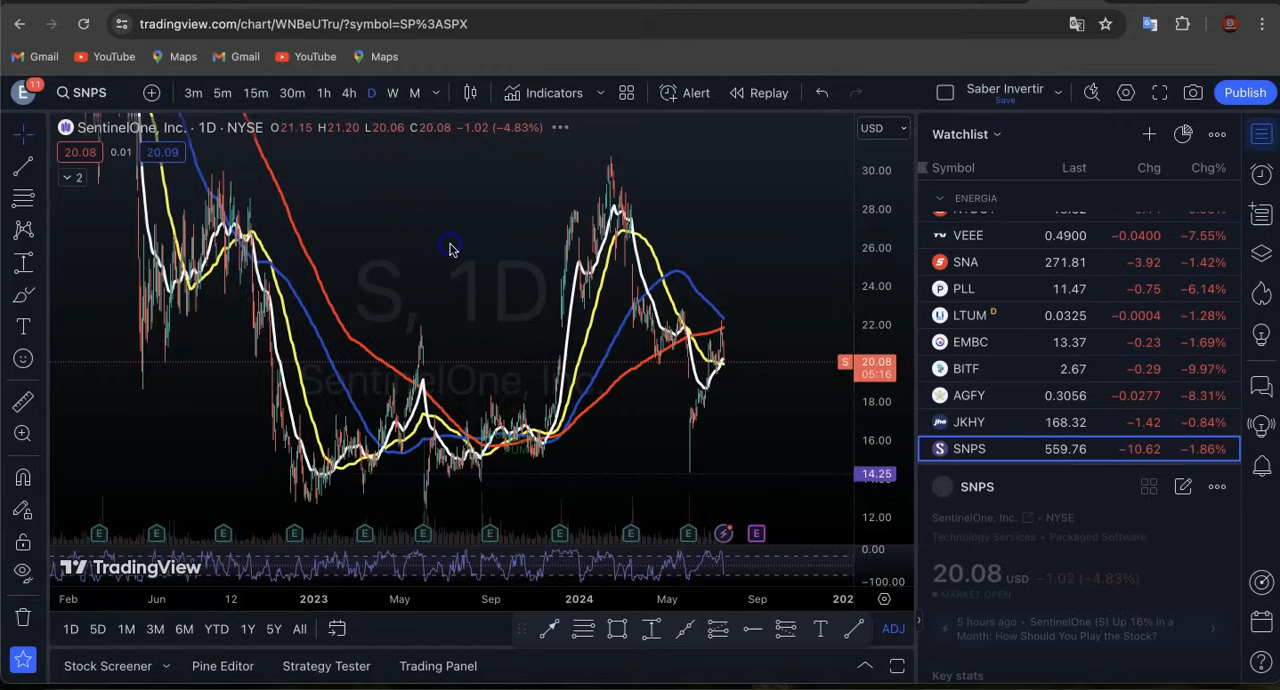 tradingview.com/chart/WNBeUTru/?symbol=SP%3ASPX
Gmail YouTube Maps Gmail YouTube Maps
E 11 SNPS 3m 5m 15m 30m 1h 4h D W M Indicators Alert Replay Saber Invertir Save Publish
SentinelOne, Inc. · 1D · NYSE O21.15 H21.20 L20.06 C20.08 −1.02 (−4.83%)
20.08 0.01 20.09
2
USD
S, 1D
SentinelOne, Inc.
30.00
28.00
26.00
24.00
22.00
S 20.08
05:16
18.00
16.00
14.25
12.00
0.00
−100.00
E E E E E E E E E E E
TradingView
Feb Jun 12 2023 May Sep 2024 May Sep 202
1D 5D 1M 3M 6M YTD 1Y 5Y All ADJ
Stock Screener Pine Editor Strategy Tester Trading Panel
Watchlist
Symbol Last Chg Chg%
ENERGIA
VEEE 0.4900 −0.0400 −7.55%
SNA 271.81 −3.92 −1.42%
PLL 11.47 −0.75 −6.14%
LTUM D 0.0325 −0.0004 −1.28%
EMBC 13.37 −0.23 −1.69%
BITF 2.67 −0.29 −9.97%
AGFY 0.3056 −0.0277 −8.31%
JKHY 168.32 −1.42 −0.84%
SNPS 559.76 −10.62 −1.86%
SNPS
SentinelOne, Inc. · NYSE
Technology Services • Packaged Software
20.08 USD −1.02 (−4.83%)
MARKET OPEN
5 hours ago • SentinelOne (S) Up 16% in a
Month: How Should You Play the Stock?
Key stats